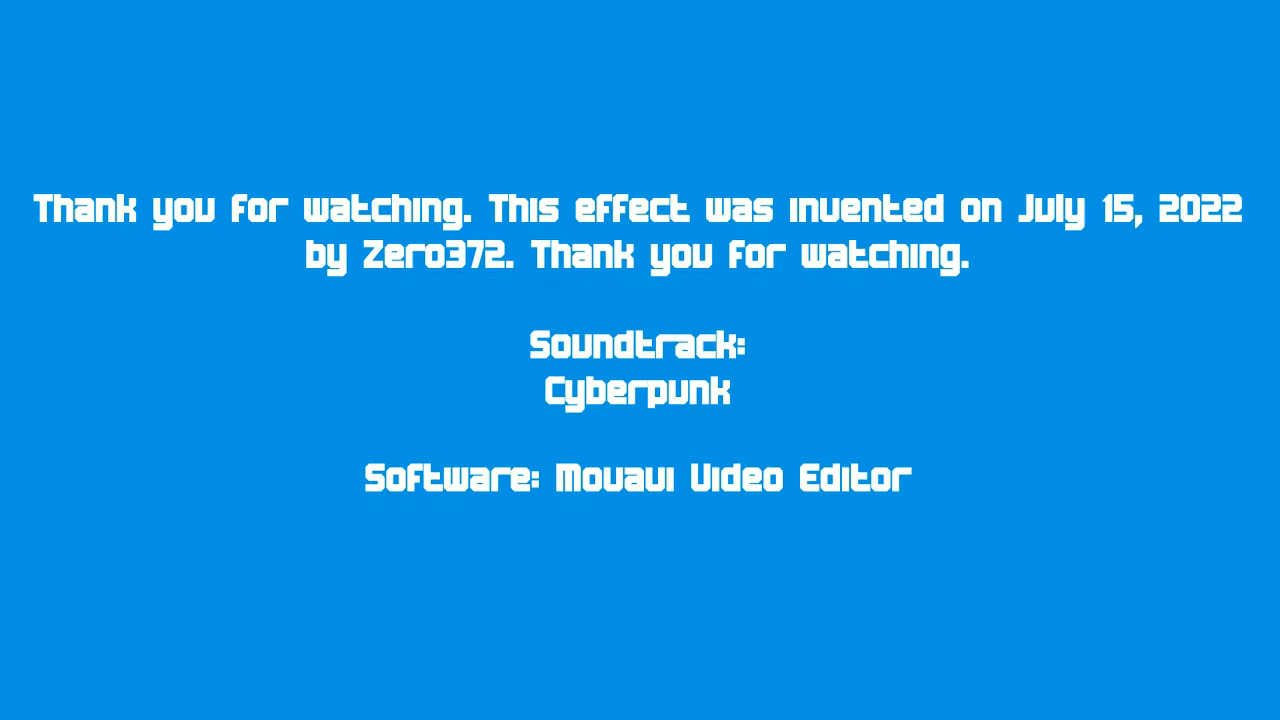 Thank you for watching. This effect was invented on July 15, 2022
by Zero372. Thank you for watching.
Soundtrack:
Cyberpunk
Software: Movavi Video Editor